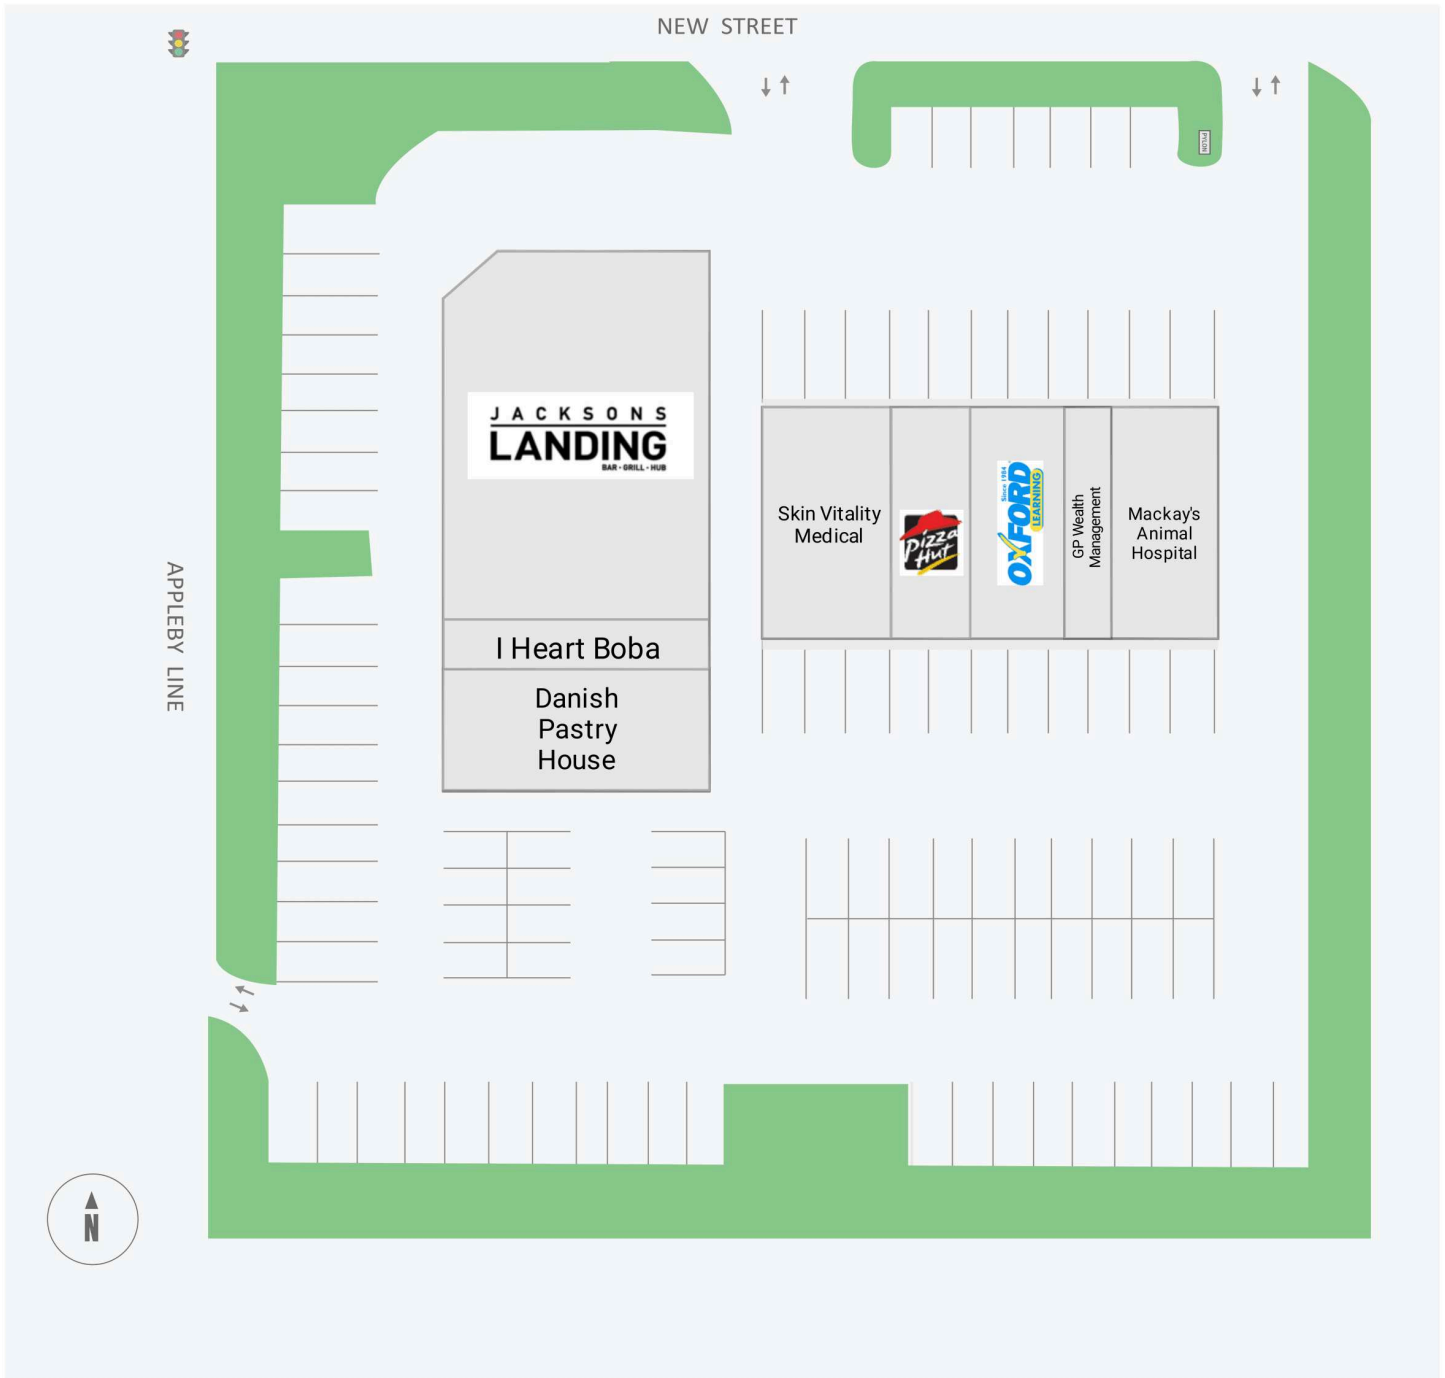 NEW STREET
PYLON
JACKSONS
LANDING
BAR • GRILL • HUB
Skin Vitality
Medical
Pizza
Hut
Since 1984
OXFORD
LEARNING
GP Wealth
Management
Mackay's
Animal
Hospital
APPLEBY LINE
I Heart Boba
Danish
Pastry
House
N